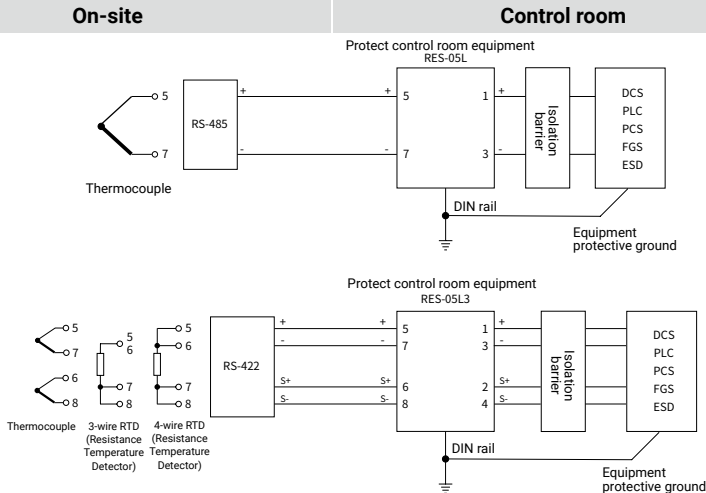 On-site
Control room
Protect control room equipment
RES-05L
5
7
Thermocouple
RS-485
+
-
+
-
5
7
1
3
+
-
Isolation
barrier
DCS
PLC
PCS
FGS
ESD
DIN rail
Equipment
protective ground
Protect control room equipment
RES-05L3
5
7
6
8
Thermocouple
5
6
7
8
3-wire RTD
(Resistance
Temperature
Detector)
5
6
7
8
4-wire RTD
(Resistance
Temperature
Detector)
RS-422
+
-
S+
S-
+
-
S+
S-
5
7
6
8
1
3
2
4
+
-
S+
S-
Isolation
barrier
DCS
PLC
PCS
FGS
ESD
DIN rail
Equipment
protective ground